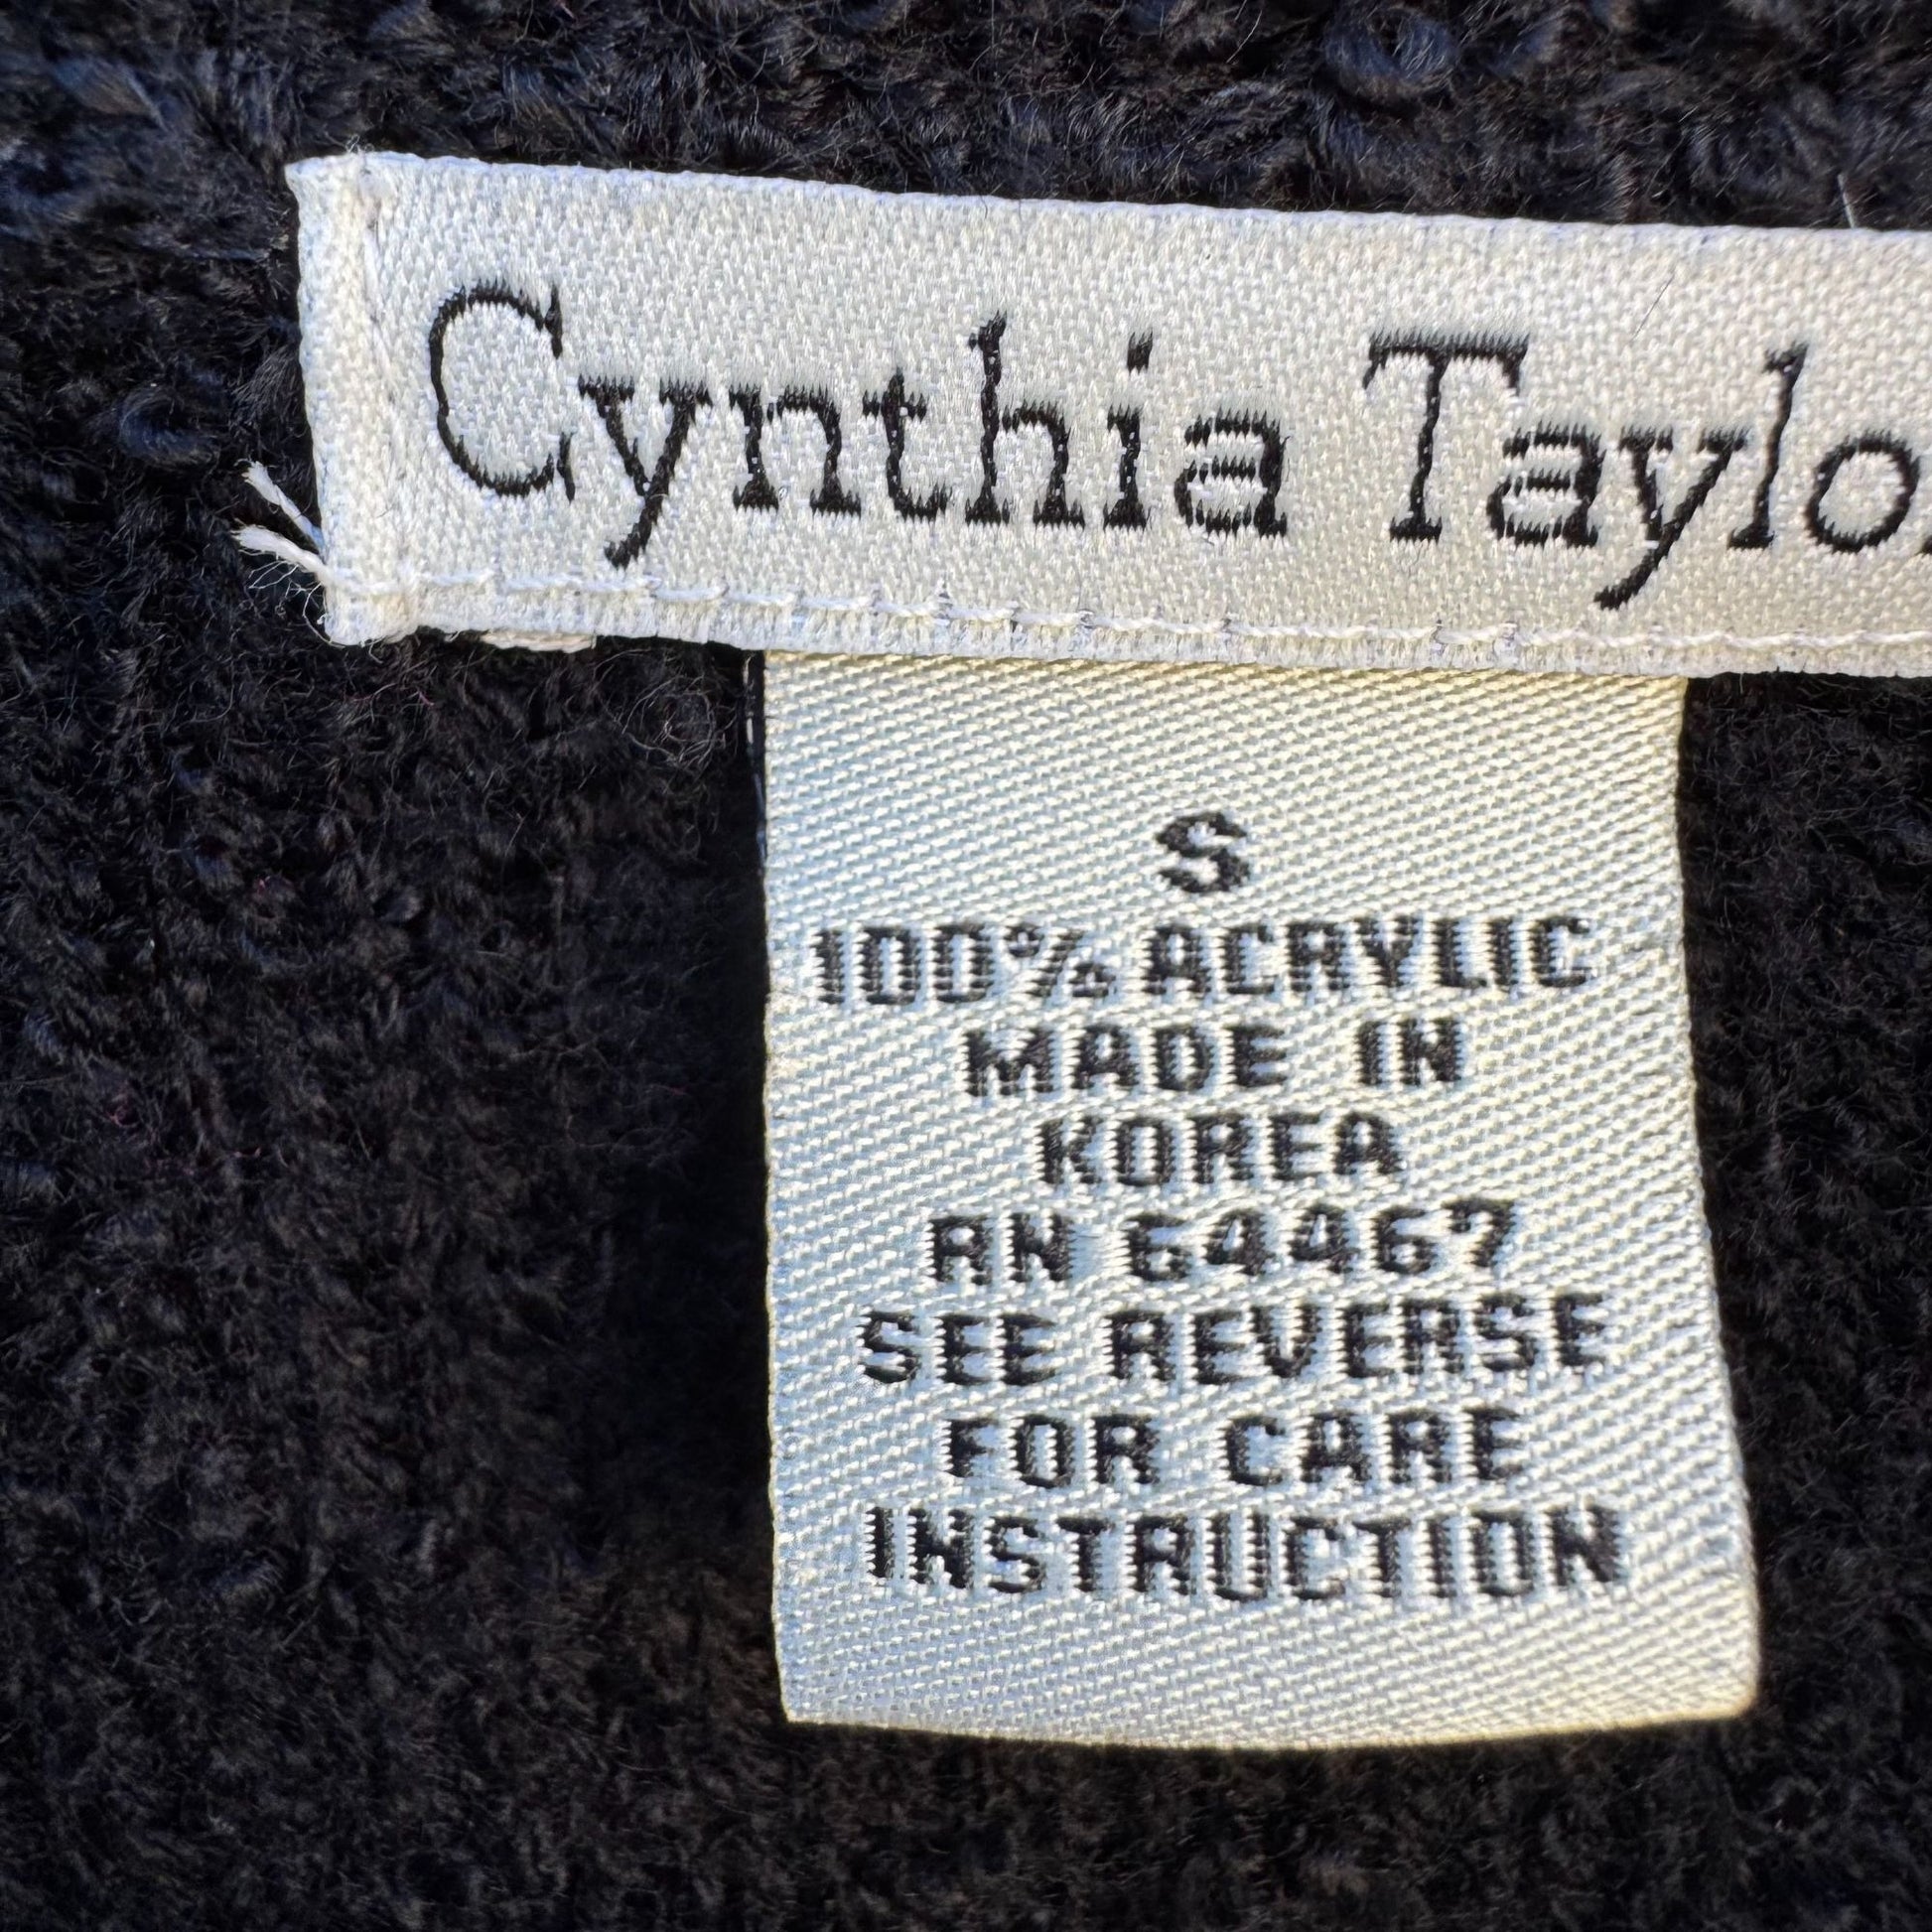 Cynthia Taylo
S
100% ACRYLIC
MADE IN
KOREA
RN 64467
SEE REVERSE
FOR CARE
INSTRUCTION